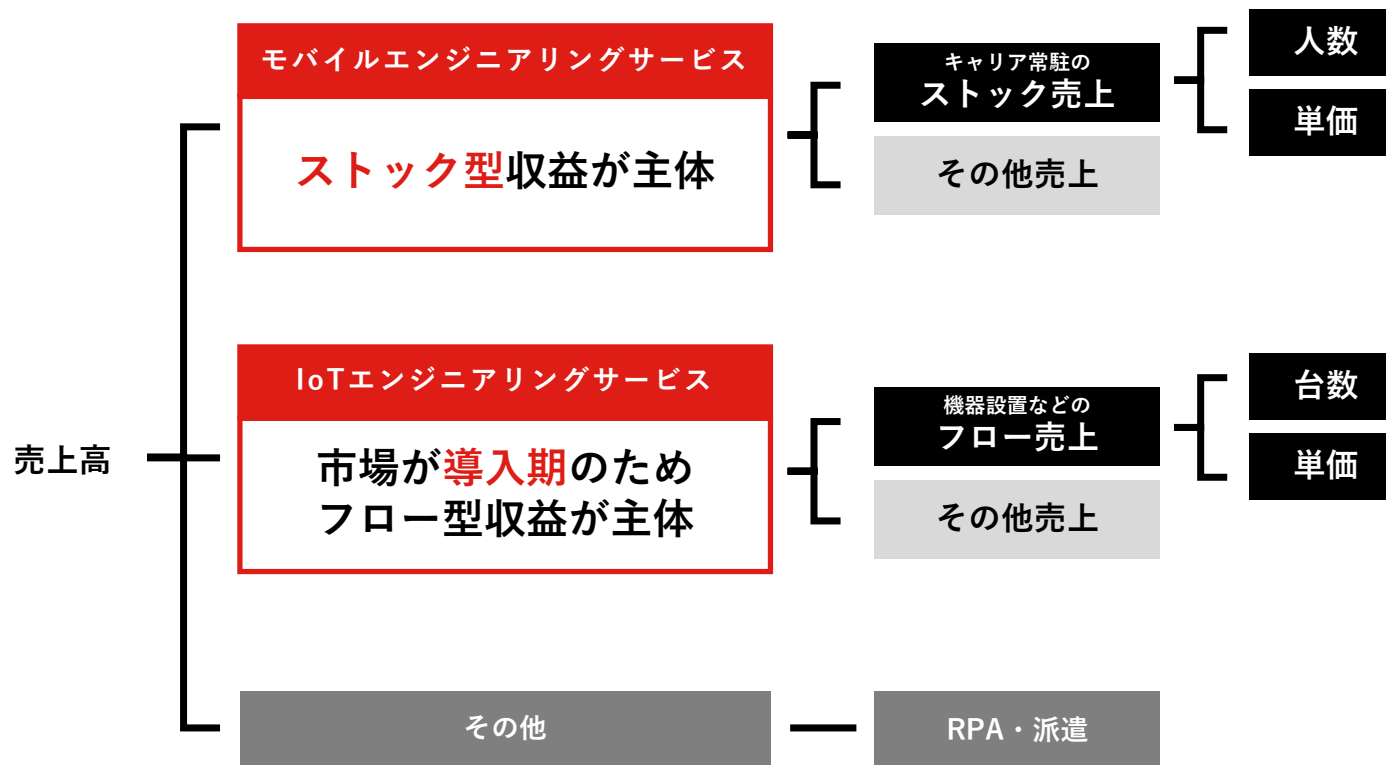 売上高
モバイルエンジニアリングサービス
ストック型収益が主体
キャリア常駐の
ストック売上
人数
単価
その他売上
IoTエンジニアリングサービス
市場が導入期のため
フロー型収益が主体
機器設置などの
フロー売上
台数
単価
その他売上
その他
RPA・派遣